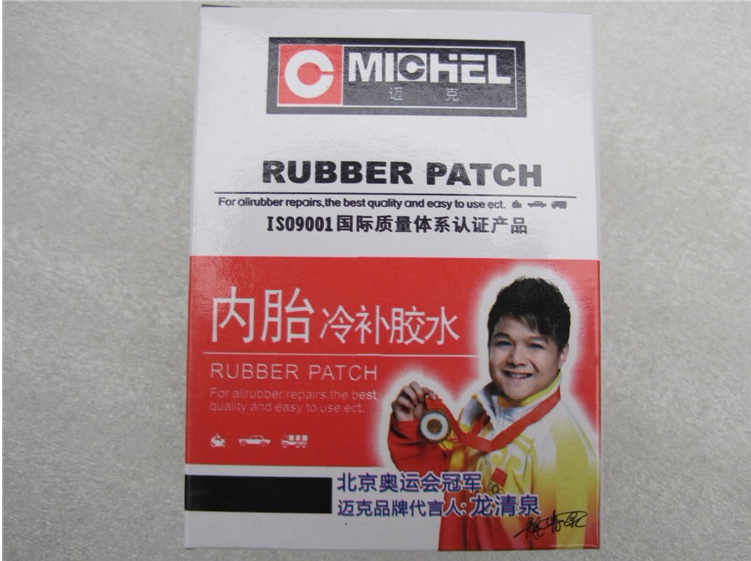 C MICHEL
迈 克
RUBBER PATCH
For allrubber repairs,the best quality and easy to use ect.
ISO9001国际质量体系认证产品
内胎 冷补胶水
RUBBER PATCH
For allrubber repairs the best
quality and easy to use ect.
北京奥运会冠军
迈克品牌代言人:龙清泉